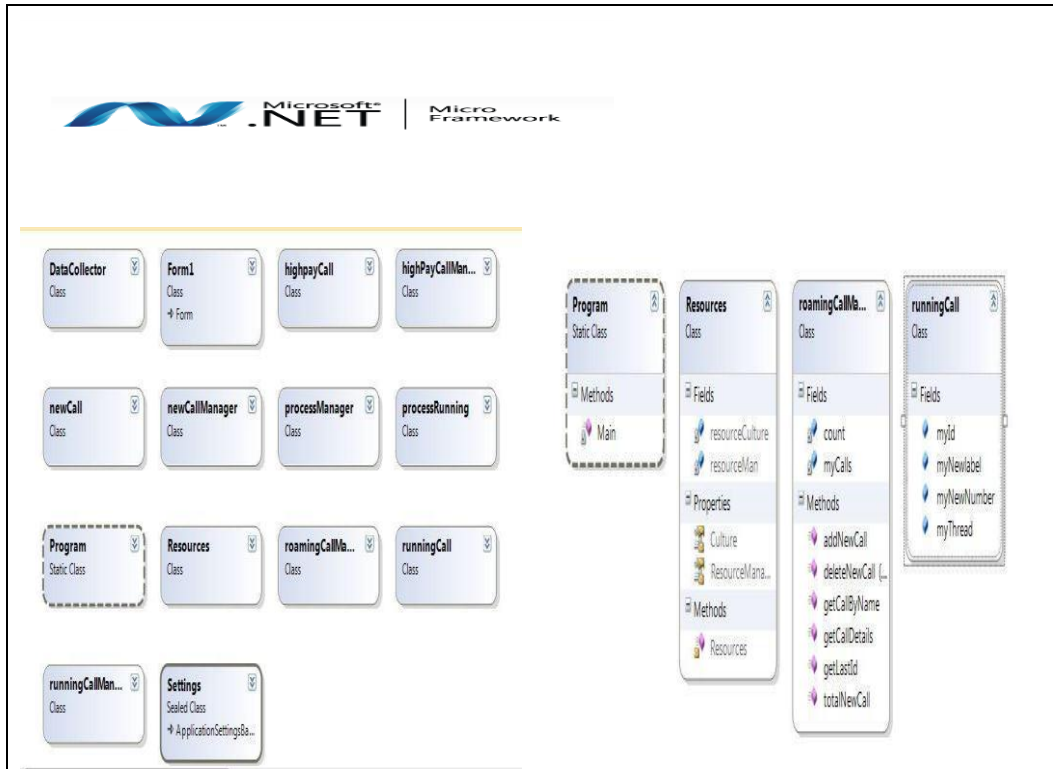 Microsoft®
.NET
Micro
Framework
DataCollector
Class
Form1
Class
Form
highpayCall
Class
highPayCallMan...
Class
newCall
Class
newCallManager
Class
processManager
Class
processRunning
Class
Program
Static Class
Resources
Class
roamingCallMa...
Class
runningCall
Class
runningCallMan...
Class
Settings
Sealed Class
ApplicationSettingsBa...
Program
Static Class
Methods
Main
Resources
Class
Fields
resourceCulture
resourceMan
Properties
Culture
ResourceMana...
Methods
Resources
roamingCallMa...
Class
Fields
count
myCalls
Methods
addNewCall
deleteNewCall (...
getCallByName
getCallDetails
getLastId
totalNewCall
runningCall
Class
Fields
myId
myNewlabel
myNewNumber
myThread